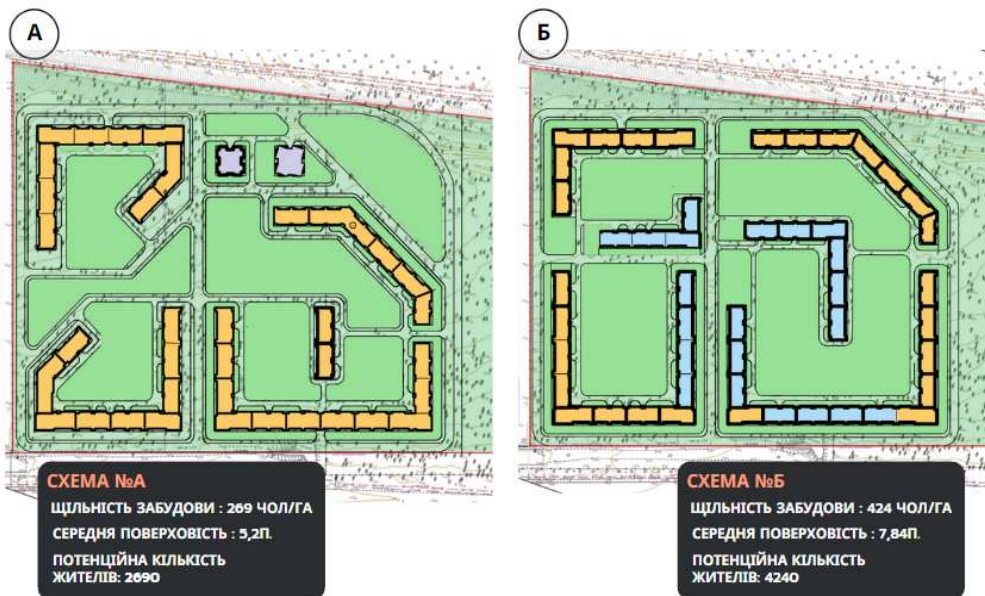 А
Б
СХЕМА №А
ЩІЛЬНІСТЬ ЗАБУДОВИ : 269 ЧОЛ/ГА
СЕРЕДНЯ ПОВЕРХОВІСТЬ : 5,2П.
ПОТЕНЦІЙНА КІЛЬКІСТЬ
ЖИТЕЛІВ: 2690
СХЕМА №Б
ЩІЛЬНІСТЬ ЗАБУДОВИ : 424 ЧОЛ/ГА
СЕРЕДНЯ ПОВЕРХОВІСТЬ : 7,84П.
ПОТЕНЦІЙНА КІЛЬКІСТЬ
ЖИТЕЛІВ: 4240